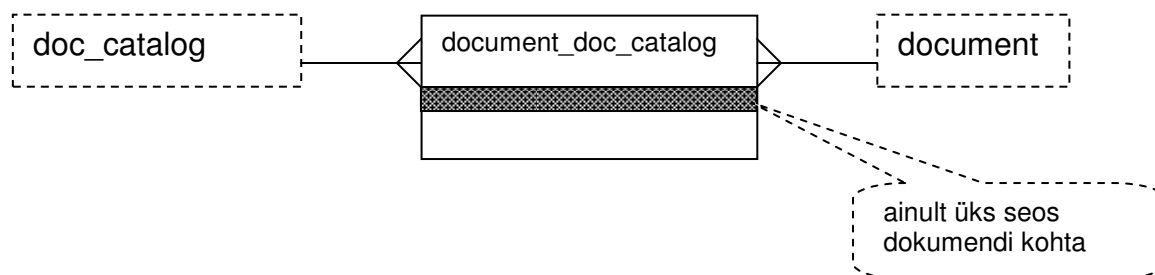 doc_catalog
document_doc_catalog
document
ainult üks seos
dokumendi kohta